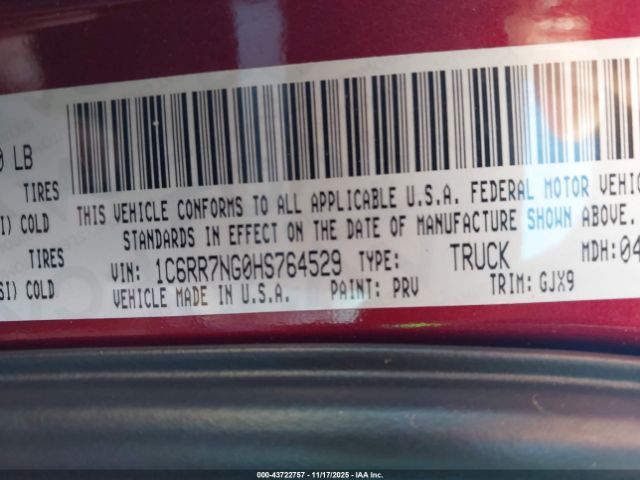 0 LB
TIRES
SI) COLD
TIRES
SI) COLD
THIS VEHICLE CONFORMS TO ALL APPLICABLE U.S.A. FEDERAL MOTOR VEHIC
STANDARDS IN EFFECT ON THE DATE OF MANUFACTURE SHOWN ABOVE.
VIN: 1C6RR7NG0HS764529 TYPE: TRUCK MDH:04
VEHICLE MADE IN U.S.A. PAINT: PRV TRIM: GJX9
000-43722757 - 11/17/2025 - IAA Inc.